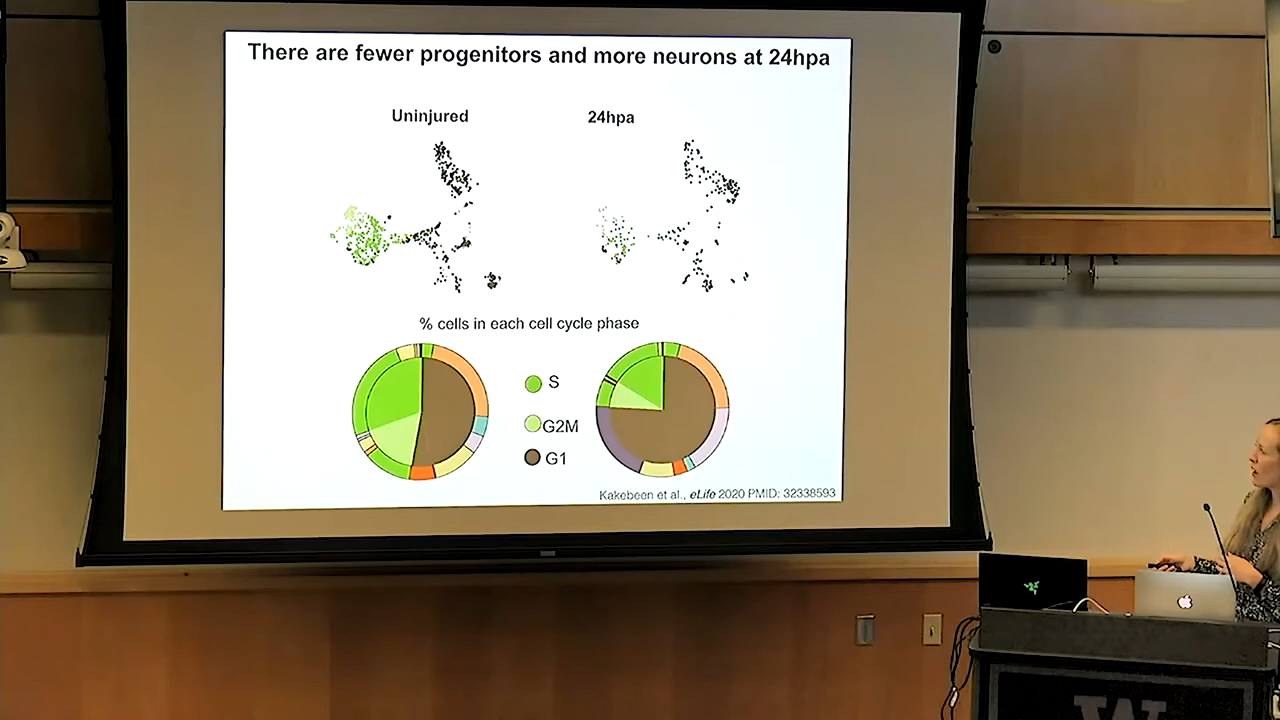 There are fewer progenitors and more neurons at 24hpa
Uninjured
24hpa
% cells in each cell cycle phase
S
G2M
G1
Kakebeen et al., eLife 2020 PMID: 32338593
W